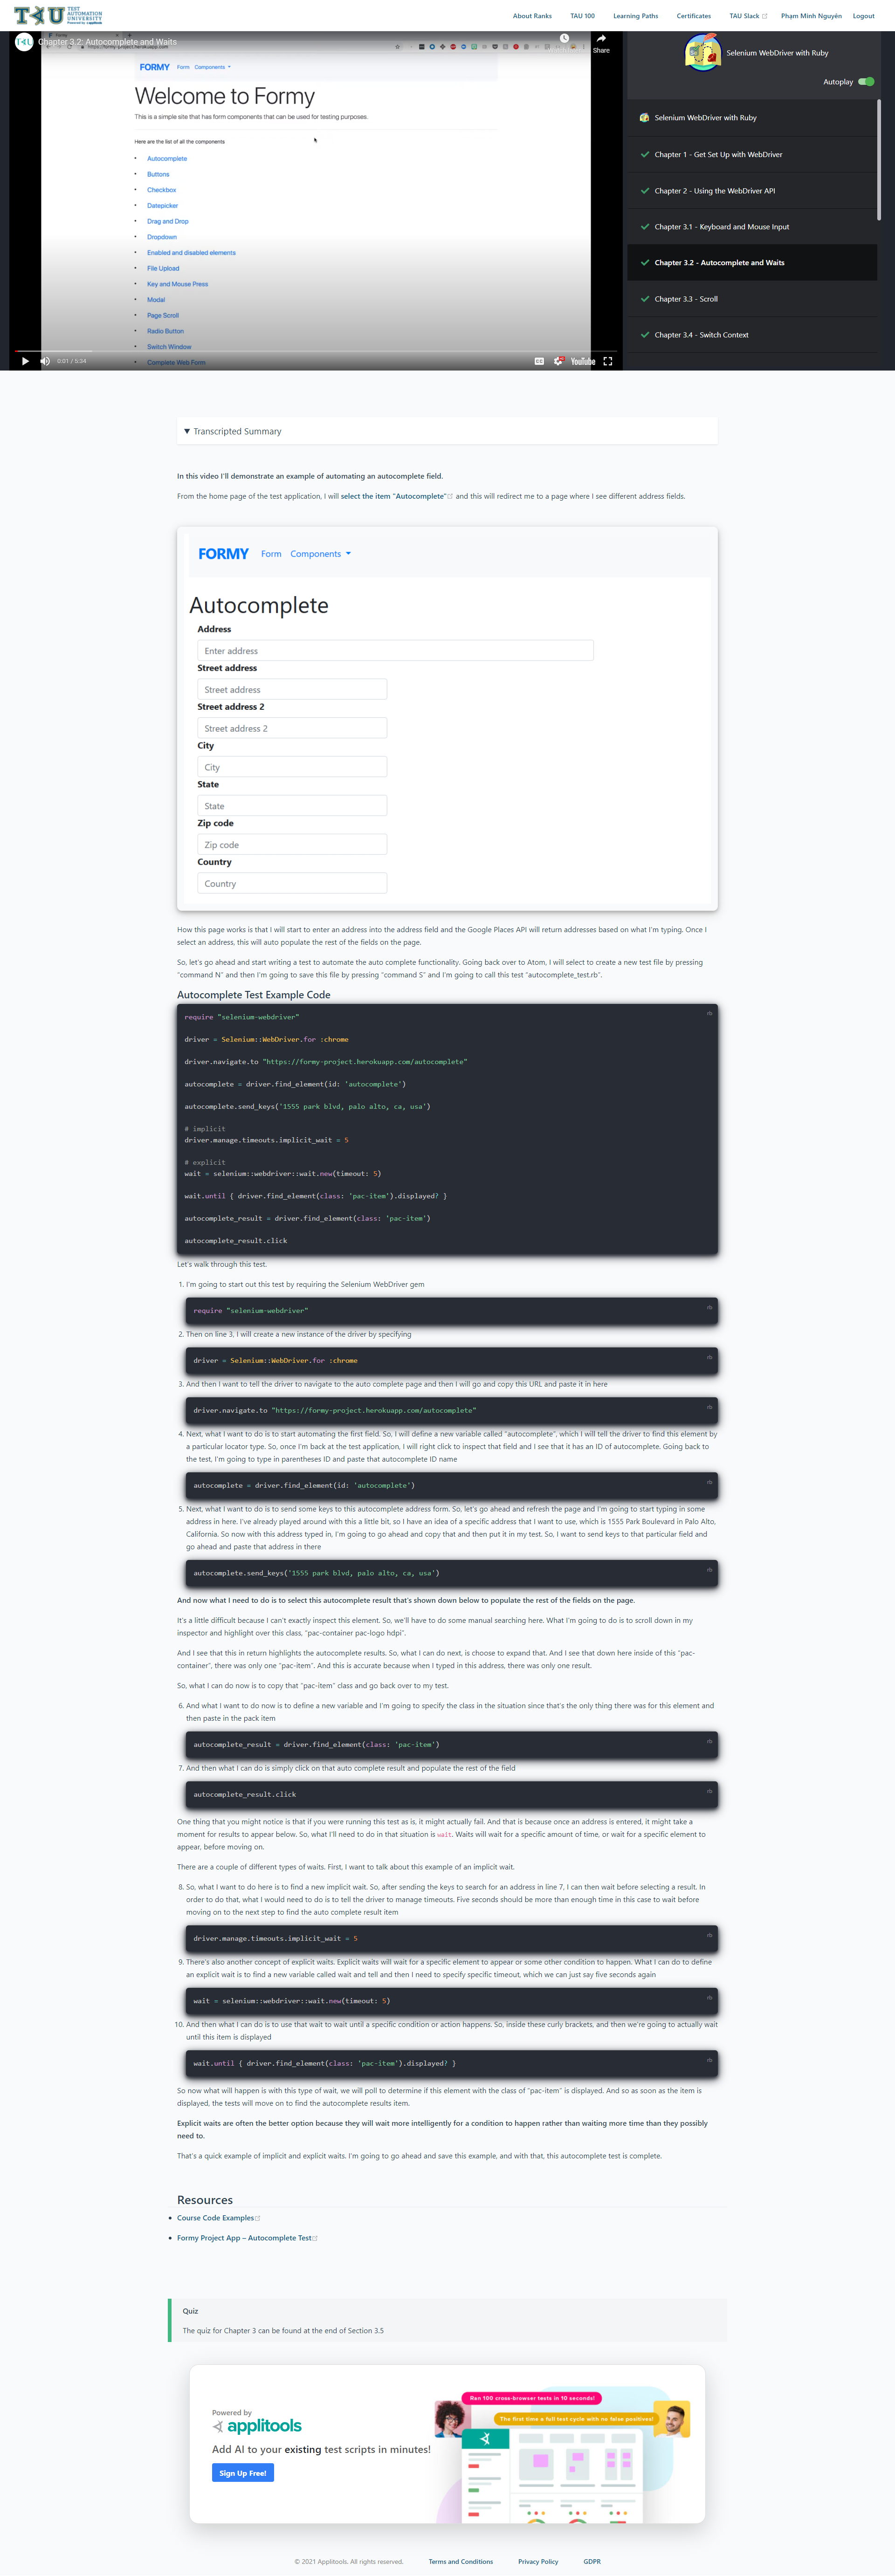 TAU TEST AUTOMATION UNIVERSITY Powered by applitools
About Ranks TAU 100 Learning Paths Certificates TAU Slack Phạm Minh Nguyên Logout
Chapter 3.2: Autocomplete and Waits
Share
FORMY Form Components
Welcome to Formy
This is a simple site that has form components that can be used for testing purposes.
Here are the list of all the components
• Autocomplete
• Buttons
• Checkbox
• Datepicker
• Drag and Drop
• Dropdown
• Enabled and disabled elements
• File Upload
• Key and Mouse Press
• Modal
• Page Scroll
• Radio Button
• Switch Window
• Complete Web Form
0:01 / 5:34
CC
YouTube
Selenium WebDriver with Ruby
Autoplay
Selenium WebDriver with Ruby
Chapter 1 - Get Set Up with WebDriver
Chapter 2 - Using the WebDriver API
Chapter 3.1 - Keyboard and Mouse Input
Chapter 3.2 - Autocomplete and Waits
Chapter 3.3 - Scroll
Chapter 3.4 - Switch Context
▼ Transcripted Summary
In this video I'll demonstrate an example of automating an autocomplete field.
From the home page of the test application, I will select the item "Autocomplete" and this will redirect me to a page where I see different address fields.
FORMY Form Components
Autocomplete
Address
Enter address
Street address
Street address
Street address 2
Street address 2
City
City
State
State
Zip code
Zip code
Country
Country
How this page works is that I will start to enter an address into the address field and the Google Places API will return addresses based on what I'm typing. Once I
select an address, this will auto populate the rest of the fields on the page.
So, let's go ahead and start writing a test to automate the auto complete functionality. Going back over to Atom, I will select to create a new test file by pressing
"command N" and then I'm going to save this file by pressing "command S" and I'm going to call this test "autocomplete_test.rb".
Autocomplete Test Example Code
rb
require "selenium-webdriver"
driver = Selenium::WebDriver.for :chrome
driver.navigate.to "https://formy-project.herokuapp.com/autocomplete"
autocomplete = driver.find_element(id: 'autocomplete')
autocomplete.send_keys('1555 park blvd, palo alto, ca, usa')
# implicit
driver.manage.timeouts.implicit_wait = 5
# explicit
wait = selenium::webdriver::wait.new(timeout: 5)
wait.until { driver.find_element(class: 'pac-item').displayed? }
autocomplete_result = driver.find_element(class: 'pac-item')
autocomplete_result.click
Let's walk through this test.
1. I'm going to start out this test by requiring the Selenium WebDriver gem
rb
require "selenium-webdriver"
2. Then on line 3, I will create a new instance of the driver by specifying
rb
driver = Selenium::WebDriver.for :chrome
3. And then I want to tell the driver to navigate to the auto complete page and then I will go and copy this URL and paste it in here
rb
driver.navigate.to "https://formy-project.herokuapp.com/autocomplete"
4. Next, what I want to do is to start automating the first field. So, I will define a new variable called "autocomplete", which I will tell the driver to find this element by
a particular locator type. So, once I'm back at the test application, I will right click to inspect that field and I see that it has an ID of autocomplete. Going back to
the test, I'm going to type in parentheses ID and paste that autocomplete ID name
rb
autocomplete = driver.find_element(id: 'autocomplete')
5. Next, what I want to do is to send some keys to this autocomplete address form. So, let's go ahead and refresh the page and I'm going to start typing in some
address in here. I've already played around with this a little bit, so I have an idea of a specific address that I want to use, which is 1555 Park Boulevard in Palo Alto,
California. So now with this address typed in, I'm going to go ahead and copy that and then put it in my test. So, I want to send keys to that particular field and
go ahead and paste that address in there
rb
autocomplete.send_keys('1555 park blvd, palo alto, ca, usa')
And now what I need to do is to select this autocomplete result that's shown down below to populate the rest of the fields on the page.
It's a little difficult because I can't exactly inspect this element. So, we'll have to do some manual searching here. What I'm going to do is to scroll down in my
inspector and highlight over this class, "pac-container pac-logo hdpi".
And I see that this in return highlights the autocomplete results. So, what I can do next, is choose to expand that. And I see that down here inside of this "pac-
container", there was only one "pac-item". And this is accurate because when I typed in this address, there was only one result.
So, what I can do now is to copy that "pac-item" class and go back over to my test.
6. And what I want to do now is to define a new variable and I'm going to specify the class in the situation since that's the only thing there was for this element and
then paste in the pack item
rb
autocomplete_result = driver.find_element(class: 'pac-item')
7. And then what I can do is simply click on that auto complete result and populate the rest of the field
rb
autocomplete_result.click
One thing that you might notice is that if you were running this test as is, it might actually fail. And that is because once an address is entered, it might take a
moment for results to appear below. So, what I'll need to do in that situation is wait. Waits will wait for a specific amount of time, or wait for a specific element to
appear, before moving on.
There are a couple of different types of waits. First, I want to talk about this example of an implicit wait.
8. So, what I want to do here is to find a new implicit wait. So, after sending the keys to search for an address in line 7, I can then wait before selecting a result. In
order to do that, what I would need to do is to tell the driver to manage timeouts. Five seconds should be more than enough time in this case to wait before
moving on to the next step to find the auto complete result item
rb
driver.manage.timeouts.implicit_wait = 5
9. There's also another concept of explicit waits. Explicit waits will wait for a specific element to appear or some other condition to happen. What I can do to define
an explicit wait is to find a new variable called wait and tell and then I need to specify specific timeout, which we can just say five seconds again
rb
wait = selenium::webdriver::wait.new(timeout: 5)
10. And then what I can do is to use that wait to wait until a specific condition or action happens. So, inside these curly brackets, and then we're going to actually wait
until this item is displayed
rb
wait.until { driver.find_element(class: 'pac-item').displayed? }
So now what will happen is with this type of wait, we will poll to determine if this element with the class of "pac-item" is displayed. And so as soon as the item is
displayed, the tests will move on to find the autocomplete results item.
Explicit waits are often the better option because they will wait more intelligently for a condition to happen rather than waiting more time than they possibly
need to.
That's a quick example of implicit and explicit waits. I'm going to go ahead and save this example, and with that, this autocomplete test is complete.
Resources
• Course Code Examples
• Formy Project App – Autocomplete Test
Quiz
The quiz for Chapter 3 can be found at the end of Section 3.5
Powered by
applitools
Add AI to your existing test scripts in minutes!
Sign Up Free!
Ran 100 cross-browser tests in 10 seconds!
The first time a full test cycle with no false positives!
© 2021 Applitools. All rights reserved. Terms and Conditions Privacy Policy GDPR